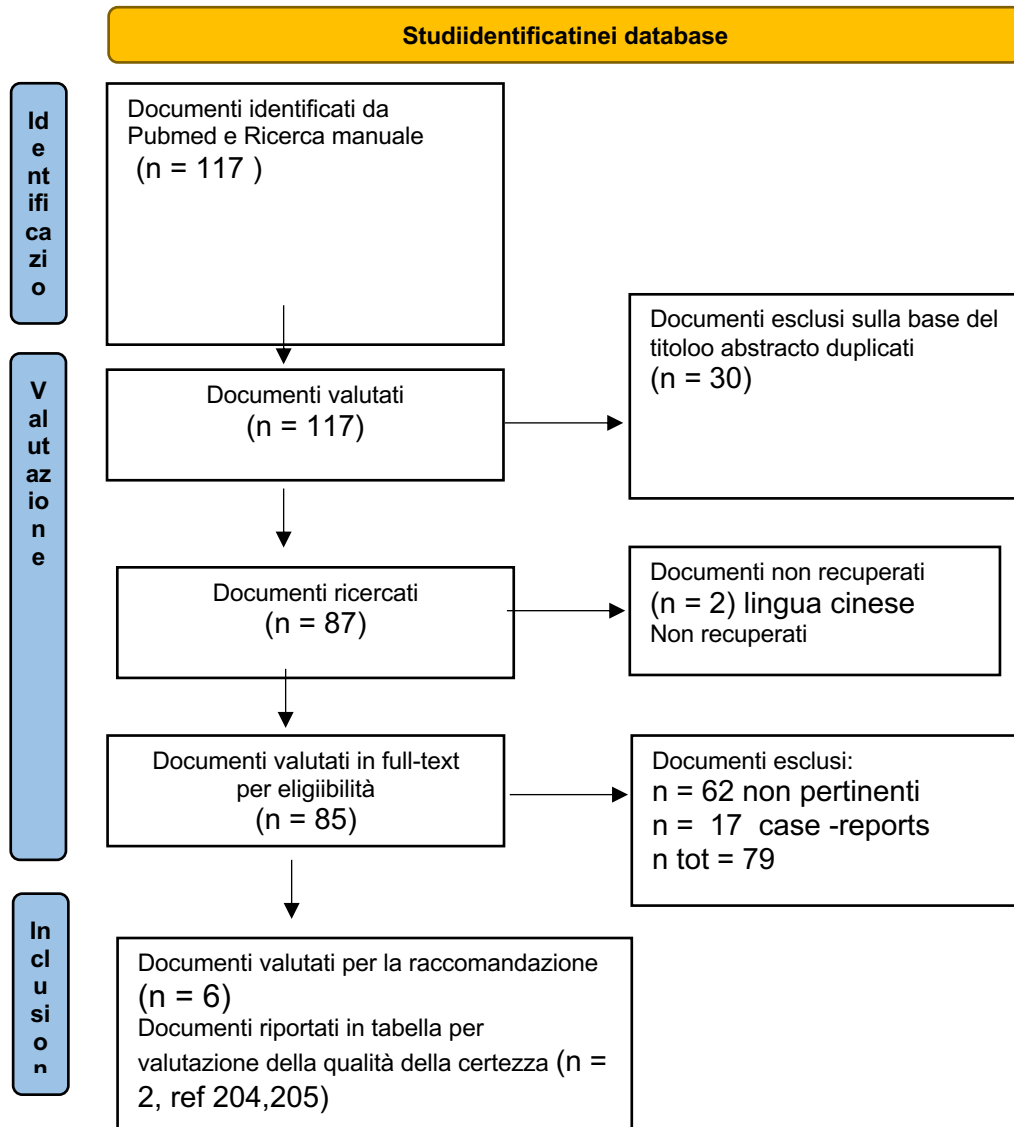 Studiidentificatinei database
Id
e
nt
ifi
ca
zi
o
Documenti identificati da
Pubmed e Ricerca manuale
(n = 117 )
Documenti esclusi sulla base del
titoloo abstracto duplicati
(n = 30)
V
al
ut
az
io
n
e
Documenti valutati
(n = 117)
Documenti ricercati
(n = 87)
Documenti non recuperati
(n = 2) lingua cinese
Non recuperati
Documenti valutati in full-text
per eligiibilità
(n = 85)
Documenti esclusi:
n = 62 non pertinenti
n = 17 case -reports
n tot = 79
In
cl
u
si
o
n
Documenti valutati per la raccomandazione
(n = 6)
Documenti riportati in tabella per
valutazione della qualità della certezza (n =
2, ref 204,205)